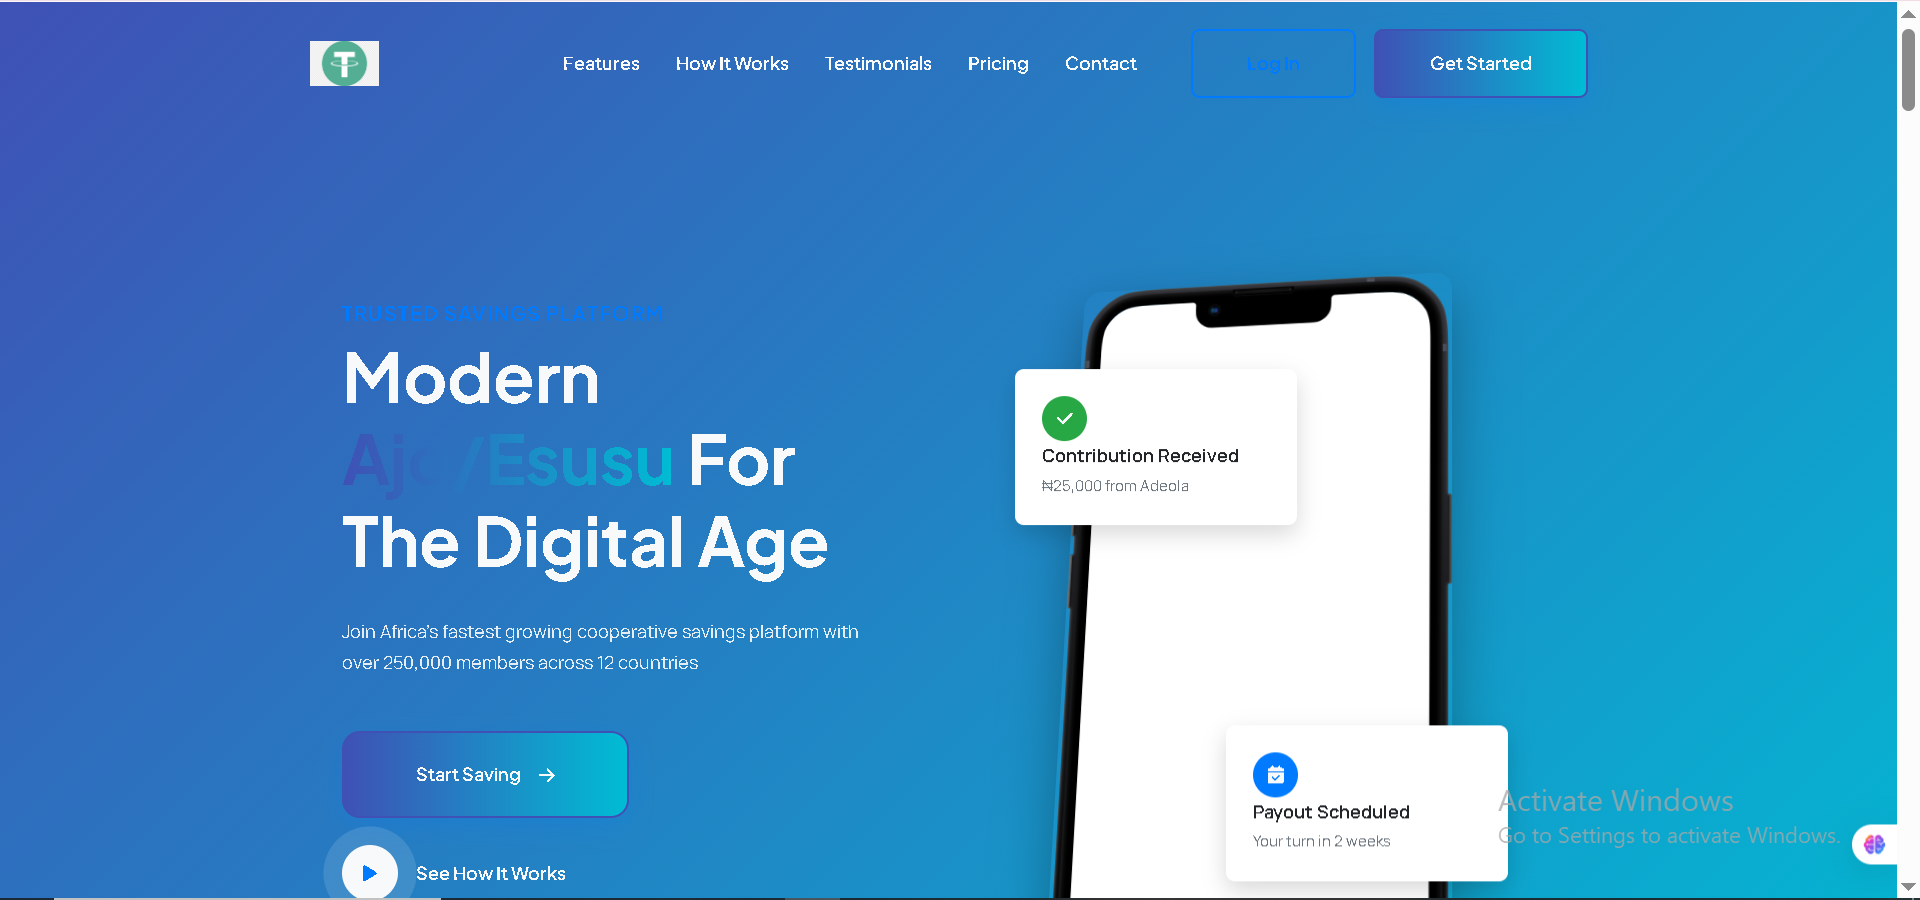 T
Features How It Works Testimonials Pricing Contact Log In Get Started
TRUSTED SAVINGS PLATFORM
Modern
Ajo/Esusu For
The Digital Age
Join Africa's fastest growing cooperative savings platform with
over 250,000 members across 12 countries
Start Saving →
See How It Works
Contribution Received
₦25,000 from Adeola
Payout Scheduled
Your turn in 2 weeks
Activate Windows
Go to Settings to activate Windows.